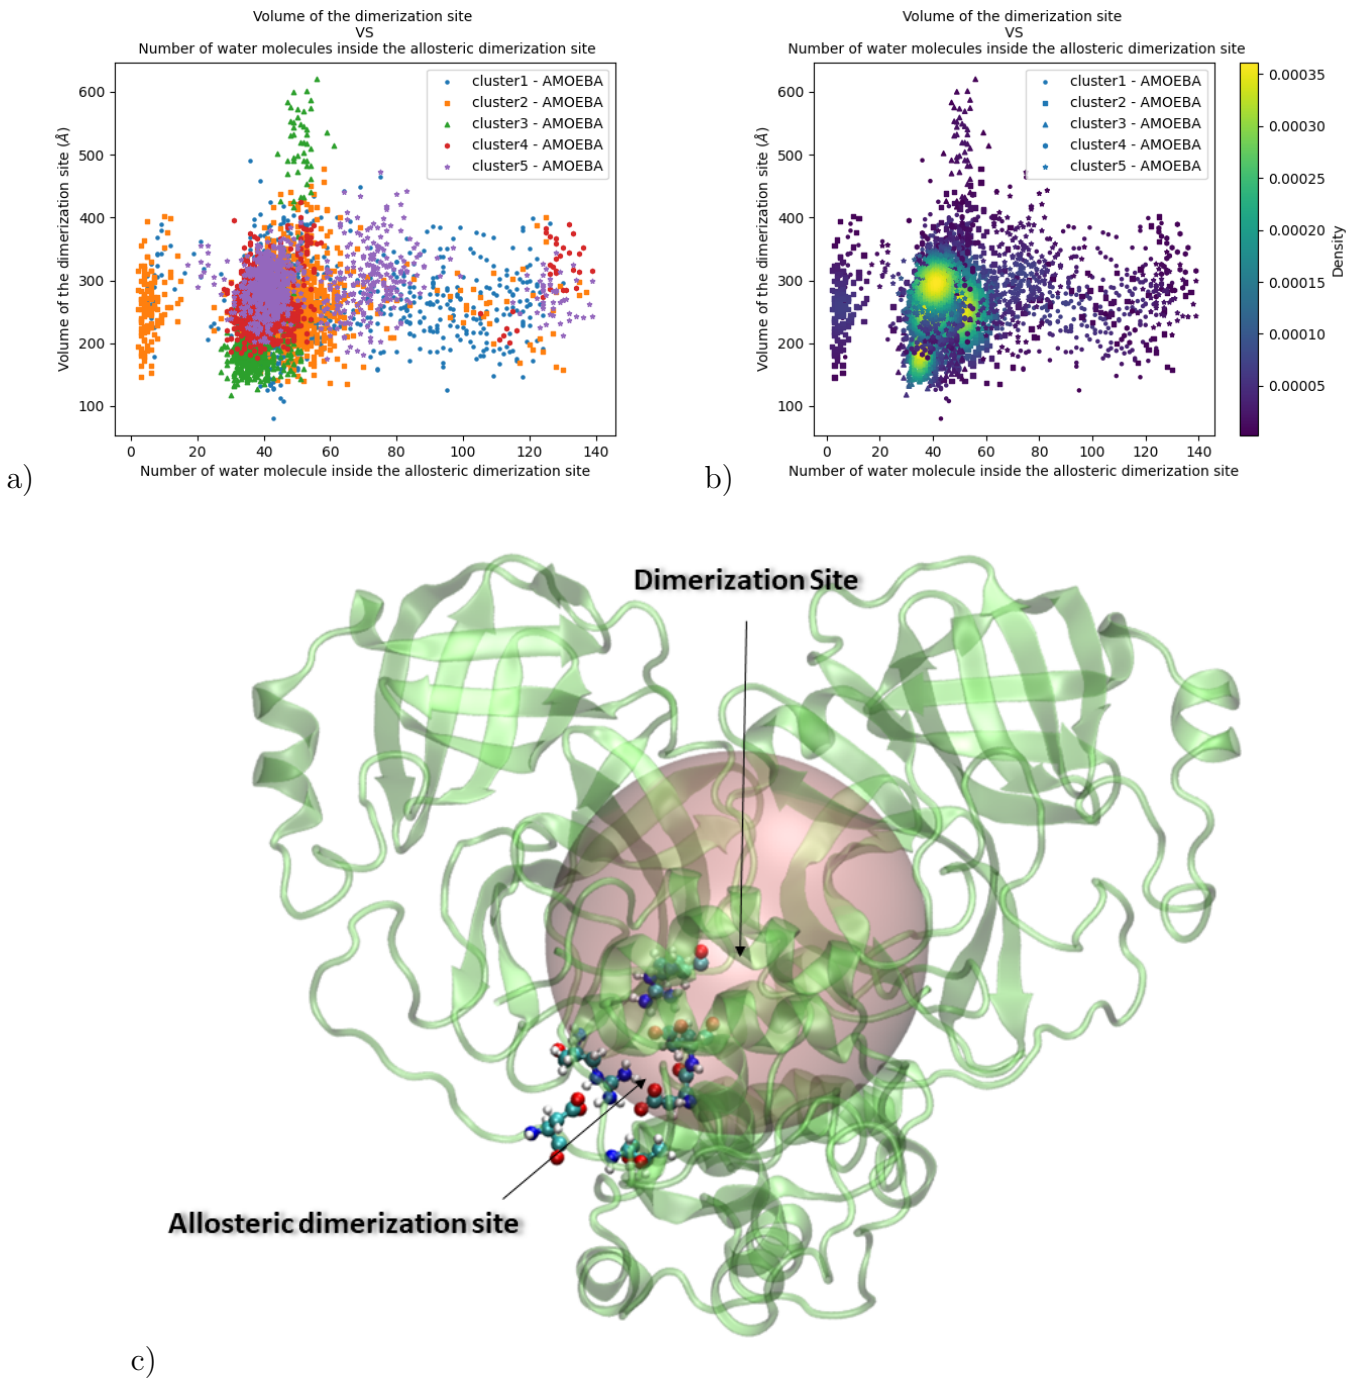 Volume of the dimerization site
VS
Number of water molecules inside the allosteric dimerization site
Volume of the dimerization site (Å)
600
500
400
300
200
100
cluster1 - AMOEBA
cluster2 - AMOEBA
cluster3 - AMOEBA
cluster4 - AMOEBA
cluster5 - AMOEBA
0 20 40 60 80 100 120 140
Number of water molecule inside the allosteric dimerization site
a)
Volume of the dimerization site
VS
Number of water molecules inside the allosteric dimerization site
Volume of the dimerization site (Å)
600
500
400
300
200
100
cluster1 - AMOEBA
cluster2 - AMOEBA
cluster3 - AMOEBA
cluster4 - AMOEBA
cluster5 - AMOEBA
0 20 40 60 80 100 120 140
Number of water molecule inside the allosteric dimerization site
0.00035
0.00030
0.00025
0.00020
0.00015
0.00010
0.00005
Density
b)
Dimerization Site
Allosteric dimerization site
c)